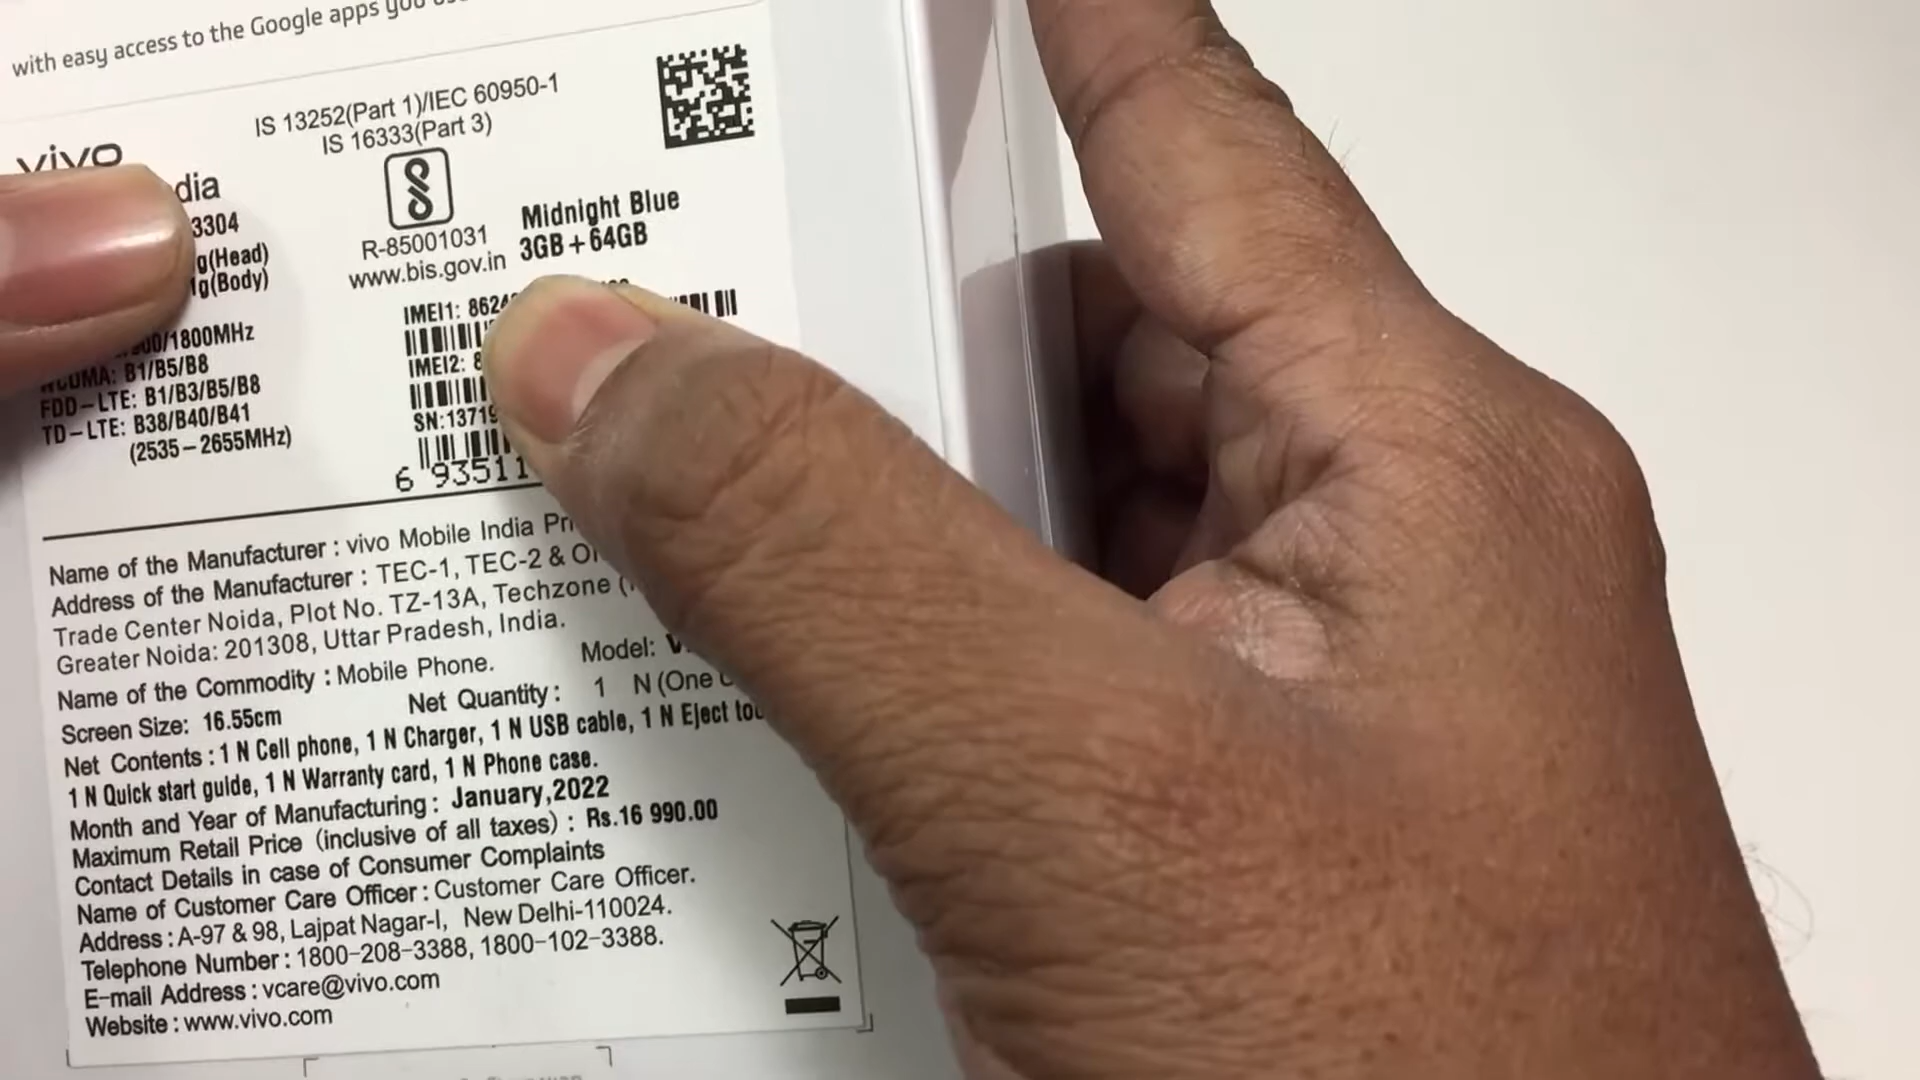 with easy access to the Google apps you
IS 13252(Part 1)/IEC 60950-1
IS 16333(Part 3)
vivo
dia
3304
g(Head)
1g(Body)
R-85001031
www.bis.gov.in
Midnight Blue
3GB+64GB
/1800MHz
WCDMA: B1/B5/B8
FDD-LTE: B1/B3/B5/B8
TD-LTE: B38/B40/B41
(2535-2655MHz)
IMEI1: 8624
IMEI2: 8
SN:13719
6 93511
Name of the Manufacturer : vivo Mobile India
Address of the Manufacturer : TEC-1, TEC-2 &
Trade Center Noida, Plot No. TZ-13A, Techzone
Greater Noida: 201308, Uttar Pradesh, India.
Name of the Commodity : Mobile Phone.
Model:
Screen Size: 16.55cm
Net Quantity: 1 N (One
Net Contents : 1 N Cell phone, 1 N Charger, 1 N USB cable, 1 N Eject
1 N Quick start guide, 1 N Warranty card, 1 N Phone case.
Month and Year of Manufacturing : January,2022
Maximum Retail Price (inclusive of all taxes) : Rs.16 990.00
Contact Details in case of Consumer Complaints
Name of Customer Care Officer : Customer Care Officer.
Address : A-97 & 98, Lajpat Nagar-I, New Delhi-110024.
Telephone Number : 1800-208-3388, 1800-102-3388.
E-mail Address : vcare@vivo.com
Website : www.vivo.com